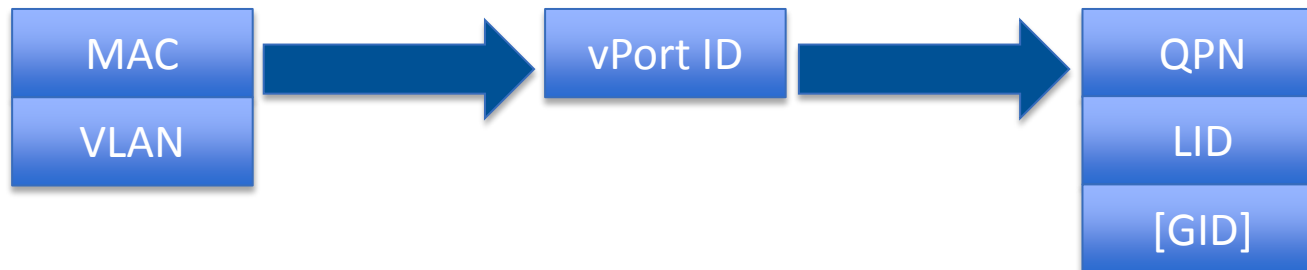 MAC
VLAN
vPort ID
QPN
LID
[GID]